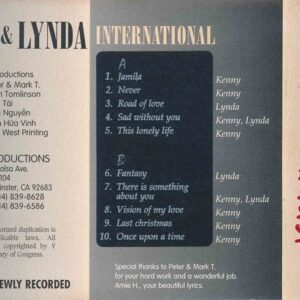 & LYNDA INTERNATIONAL
oductions
er & Mark T.
n Tomlinson
Tài
Nguyễn
n Hữa Vinh
West Printing
ODUCTIONS
olsa Ave.
104
inster, CA 92683
4) 839-8628
4) 839-6586
orized duplication is
licable laws. All
copyrighted by Y
y of Congress.
EWLY RECORDED
A
1. Jamila Kenny
2. Never Kenny
3. Road of love Lynda
4. Sad without you Kenny, Lynda
5. This lonely life Kenny
B
6. Fantasy Lynda
7. There is something
about you Kenny, Lynda
8. Vision of my love Kenny
9. Last christmas Kenny
10. Once upon a time Kenny
Special thanks to Peter & Mark T.
for your hard work and a wonderful job.
Amie H., your beautiful lyrics.